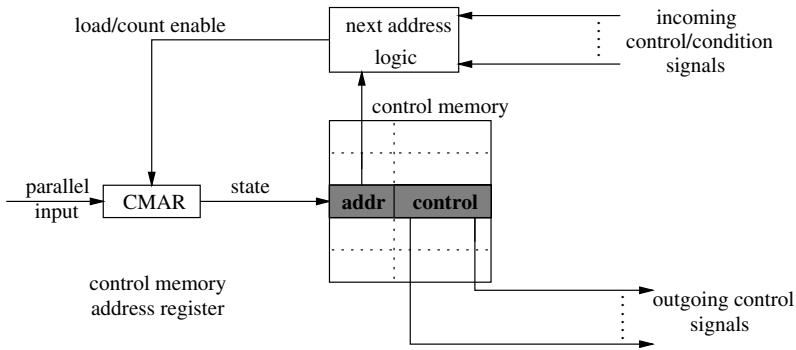 load/count enable
next address
logic
incoming
control/condition
signals
control memory
parallel
input
CMAR
state
addr
control
control memory
address register
outgoing control
signals